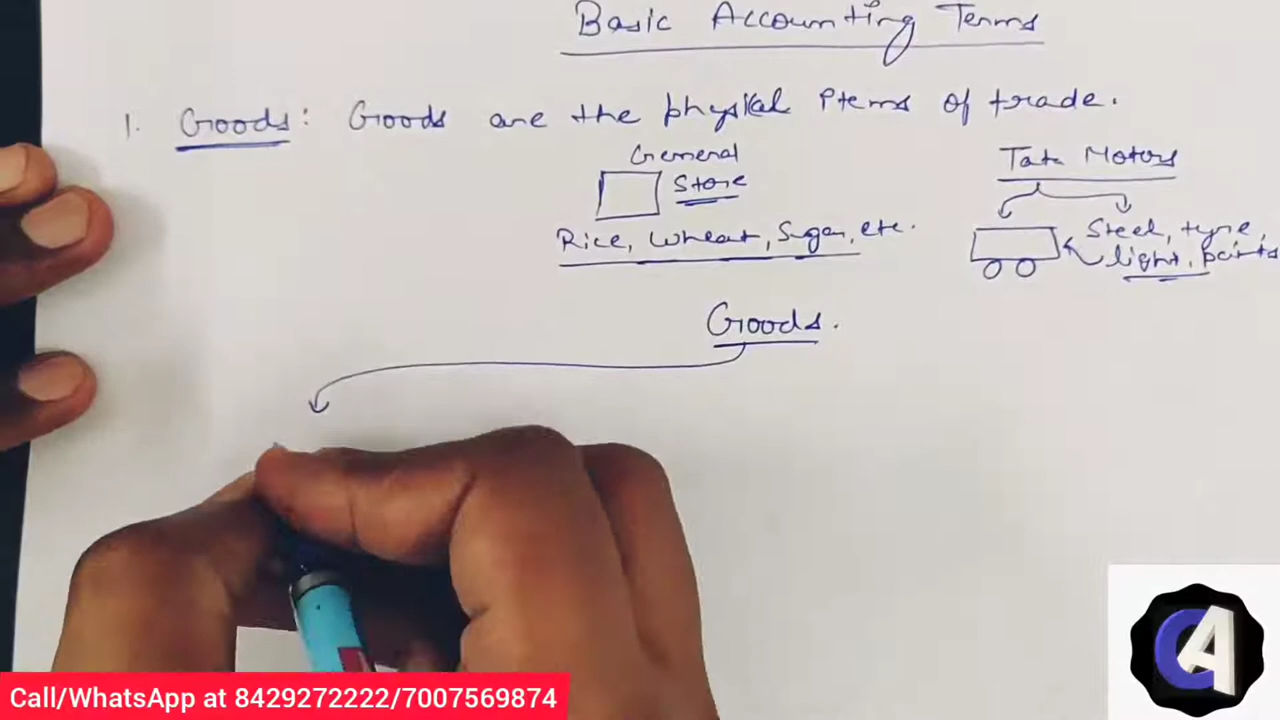 Basic Accounting Terms
1. Goods: Goods are the physical items of trade.
General
Store
Rice, Wheat, Sugar, etc.
Tata Motors
Steel, tyre,
light, paints
Goods.
Call/WhatsApp at 8429272222/7007569874
CA